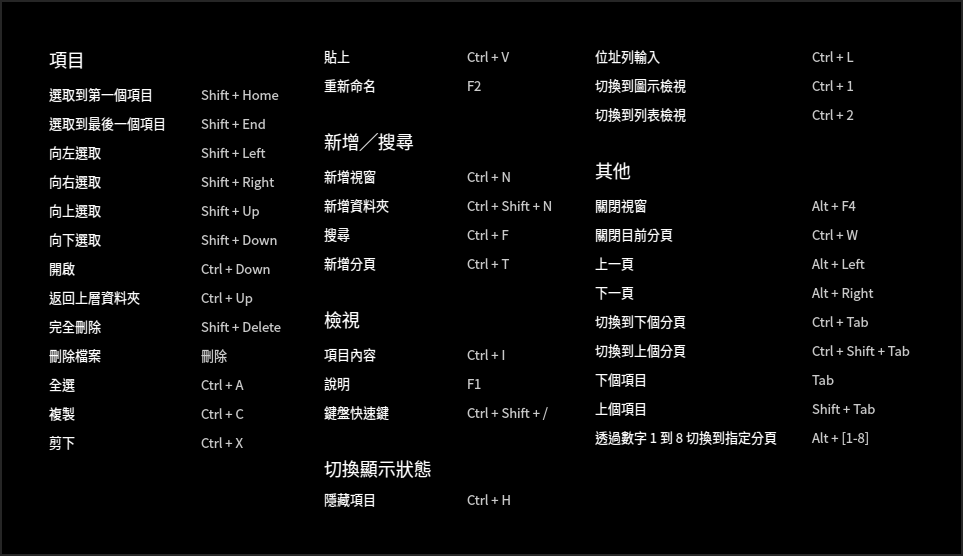 項目
選取到第一個項目 Shift + Home
選取到最後一個項目 Shift + End
向左選取 Shift + Left
向右選取 Shift + Right
向上選取 Shift + Up
向下選取 Shift + Down
開啟 Ctrl + Down
返回上層資料夾 Ctrl + Up
完全刪除 Shift + Delete
刪除檔案 刪除
全選 Ctrl + A
複製 Ctrl + C
剪下 Ctrl + X
貼上 Ctrl + V
重新命名 F2
新增／搜尋
新增視窗 Ctrl + N
新增資料夾 Ctrl + Shift + N
搜尋 Ctrl + F
新增分頁 Ctrl + T
檢視
項目內容 Ctrl + I
說明 F1
鍵盤快速鍵 Ctrl + Shift + /
切換顯示狀態
隱藏項目 Ctrl + H
位址列輸入 Ctrl + L
切換到圖示檢視 Ctrl + 1
切換到列表檢視 Ctrl + 2
其他
關閉視窗 Alt + F4
關閉目前分頁 Ctrl + W
上一頁 Alt + Left
下一頁 Alt + Right
切換到下個分頁 Ctrl + Tab
切換到上個分頁 Ctrl + Shift + Tab
下個項目 Tab
上個項目 Shift + Tab
透過數字 1 到 8 切換到指定分頁 Alt + [1-8]